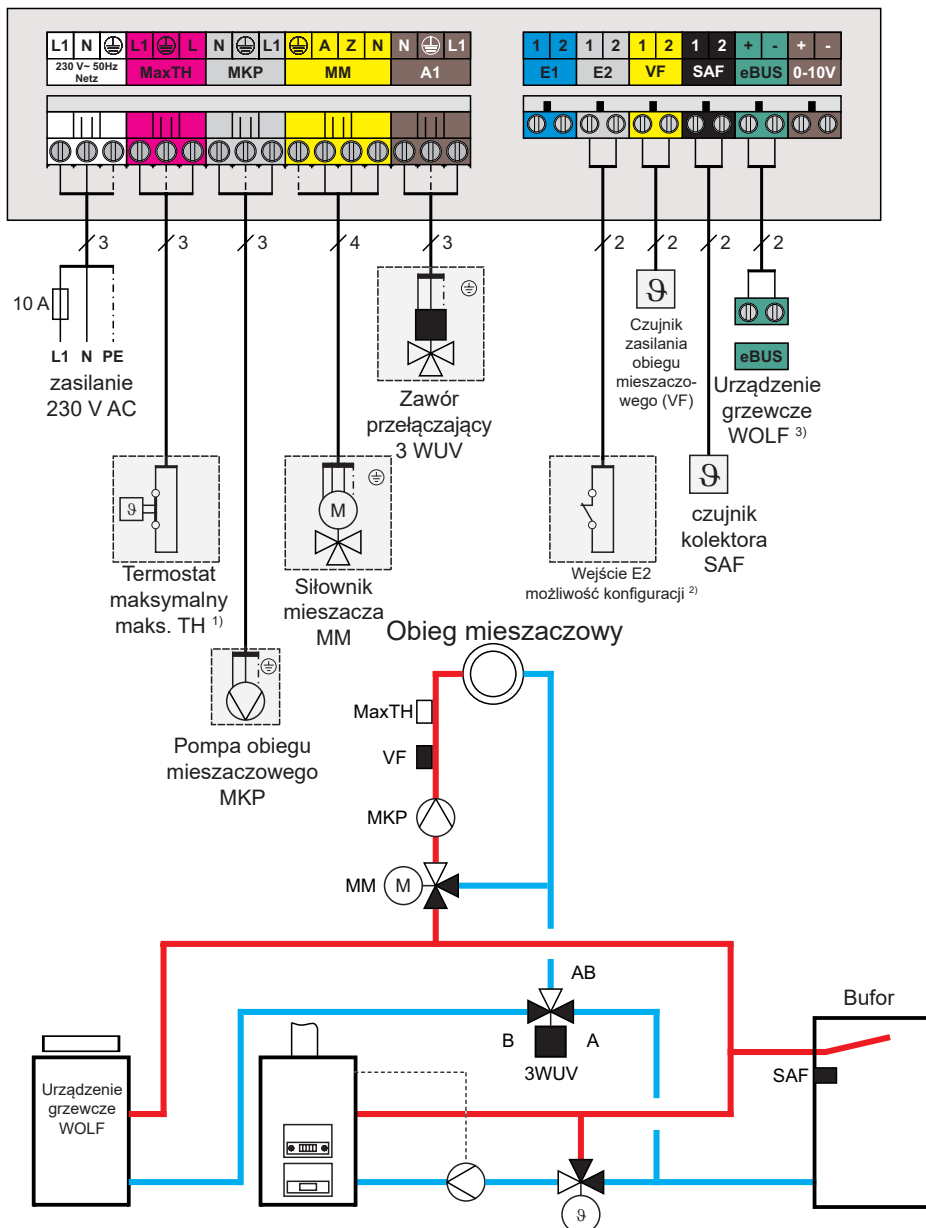 L1 N L1 L N L1 A Z N N L1
230 V~ 50Hz
Netz
MaxTH MKP MM A1
1 2 1 2 1 2 1 2 + - + -
E1 E2 VF SAF eBUS 0-10V
3 3 3 4 3 2 2 2 2
10 A
L1 N PE
zasilanie
230 V AC
Zawór
przełączający
3 WUV
ϑ
Czujnik
zasilania
obiegu
mieszaczo-
wego (VF)
eBUS
Urządzenie
grzewcze
WOLF 3)
ϑ
Termostat
maksymalny
maks. TH 1)
M
Siłownik
mieszacza
MM
Wejście E2
możliwość konfiguracji 2)
ϑ
czujnik
kolektora
SAF
Pompa obiegu
mieszaczowego
MKP
Obieg mieszaczowy
MaxTH
VF
MKP
MM M
AB
B A
3WUV
Bufor
SAF
Urządzenie
grzewcze
WOLF
ϑ